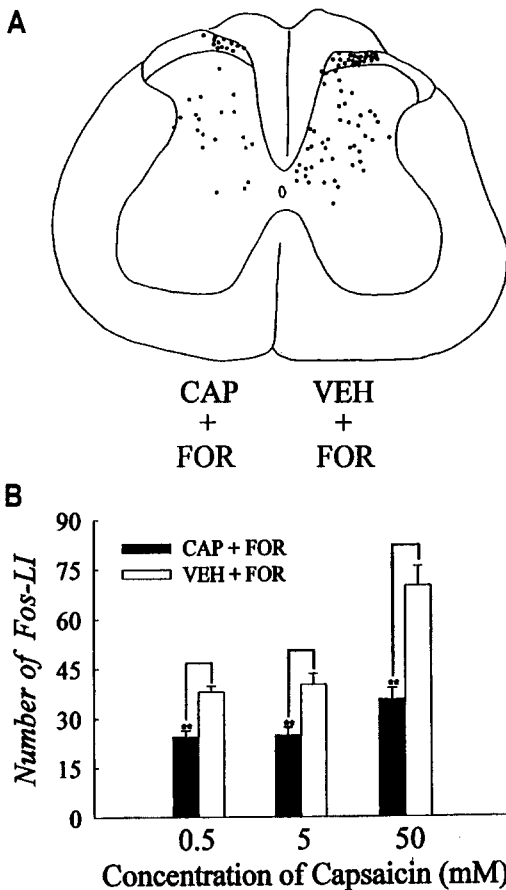 A
CAP VEH
+ +
FOR FOR
B
Number of Fos-LI
90
75
60
45
30
15
0
CAP + FOR
VEH + FOR
** ** **
0.5 5 50
Concentration of Capsaicin (mM)